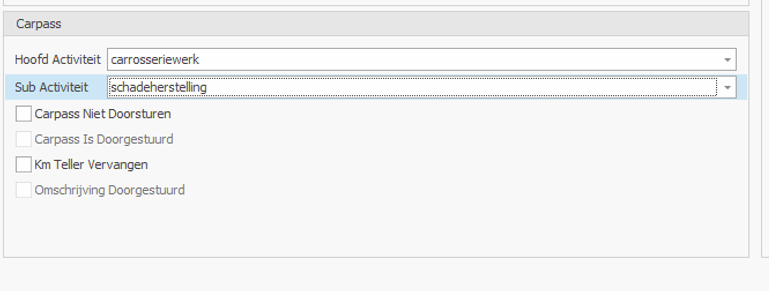 Carpass
Hoofd Activiteit carrosseriewerk
Sub Activiteit schadeherstelling
Carpass Niet Doorsturen
Carpass Is Doorgestuurd
Km Teller Vervangen
Omschrijving Doorgestuurd